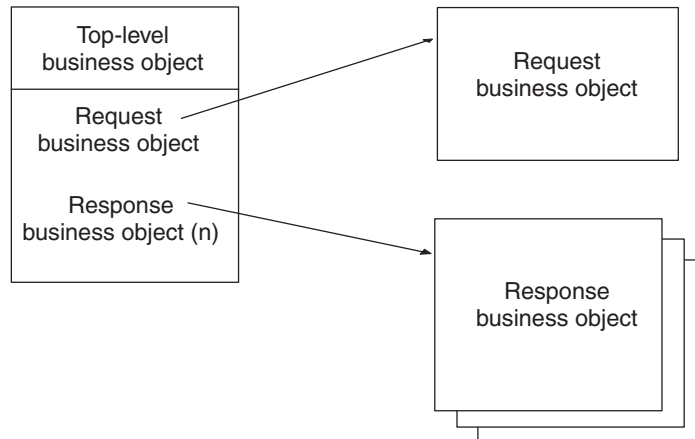 Top-level
business object
Request
business object
Response
business object (n)
Request
business object
Response
business object